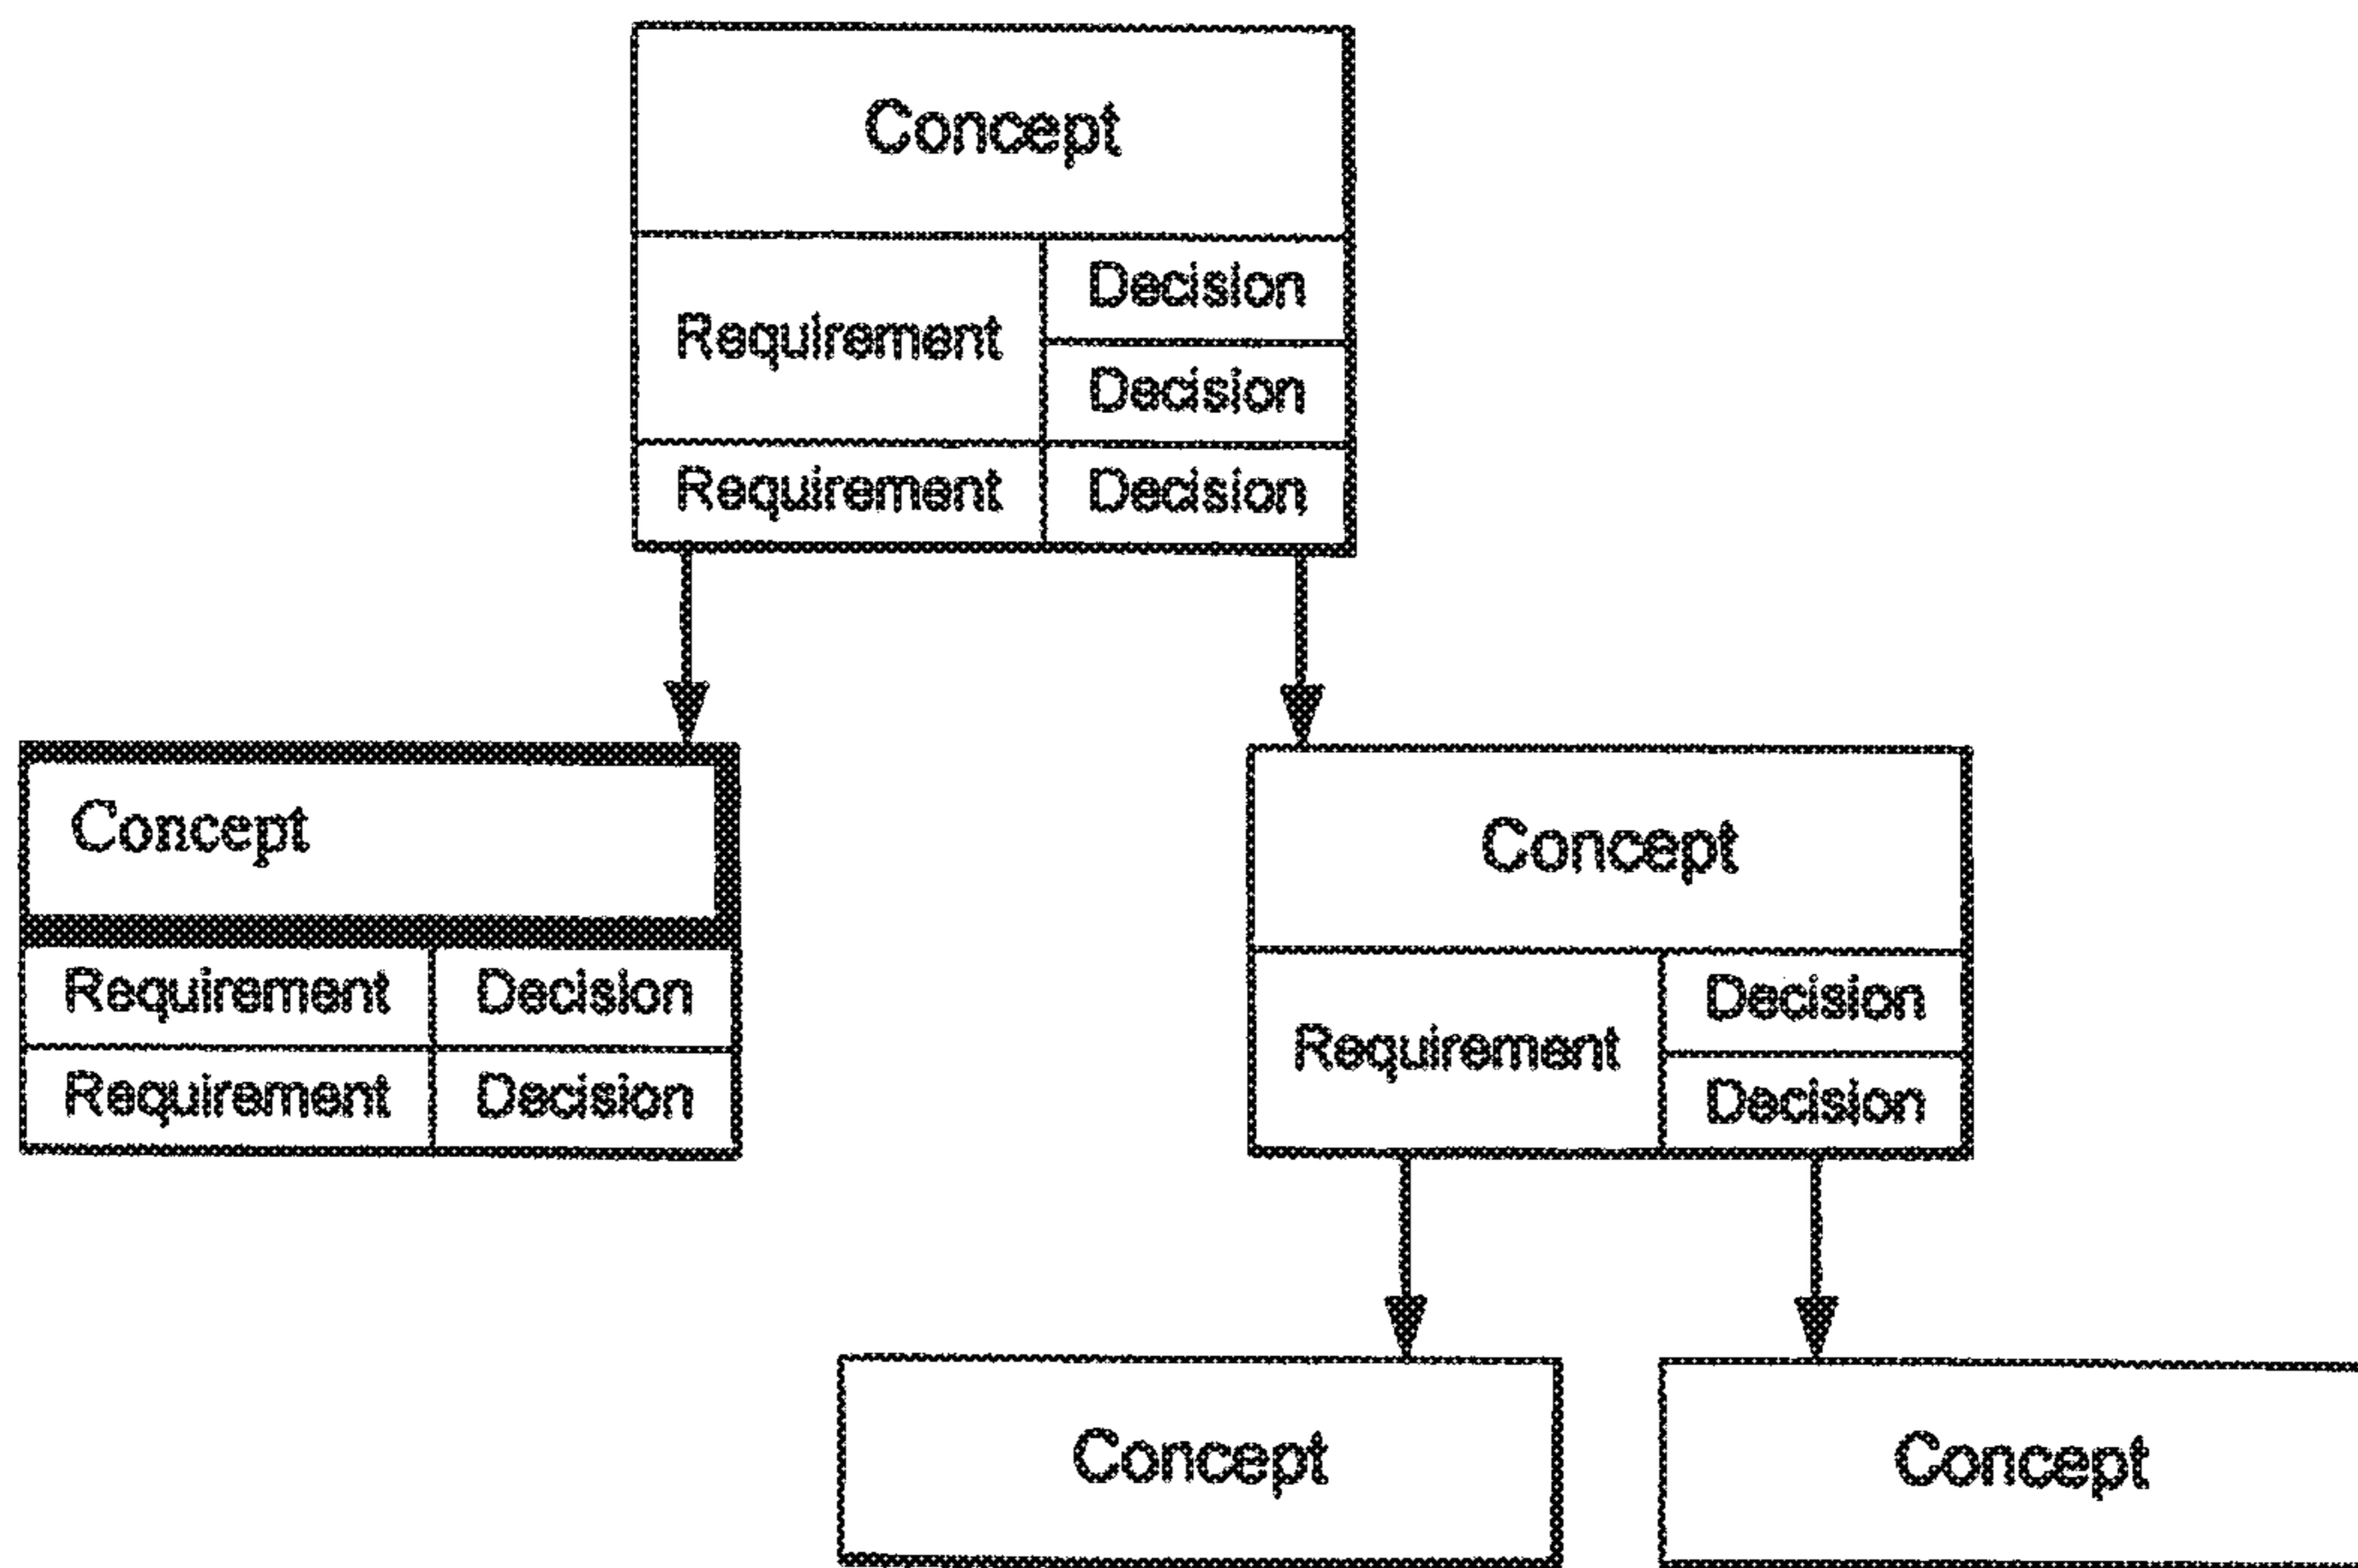 Concept
Decision
Requirement
Decision
Requirement Decision
Concept
Requirement Decision
Requirement Decision
Concept
Decision
Requirement
Decision
Concept
Concept